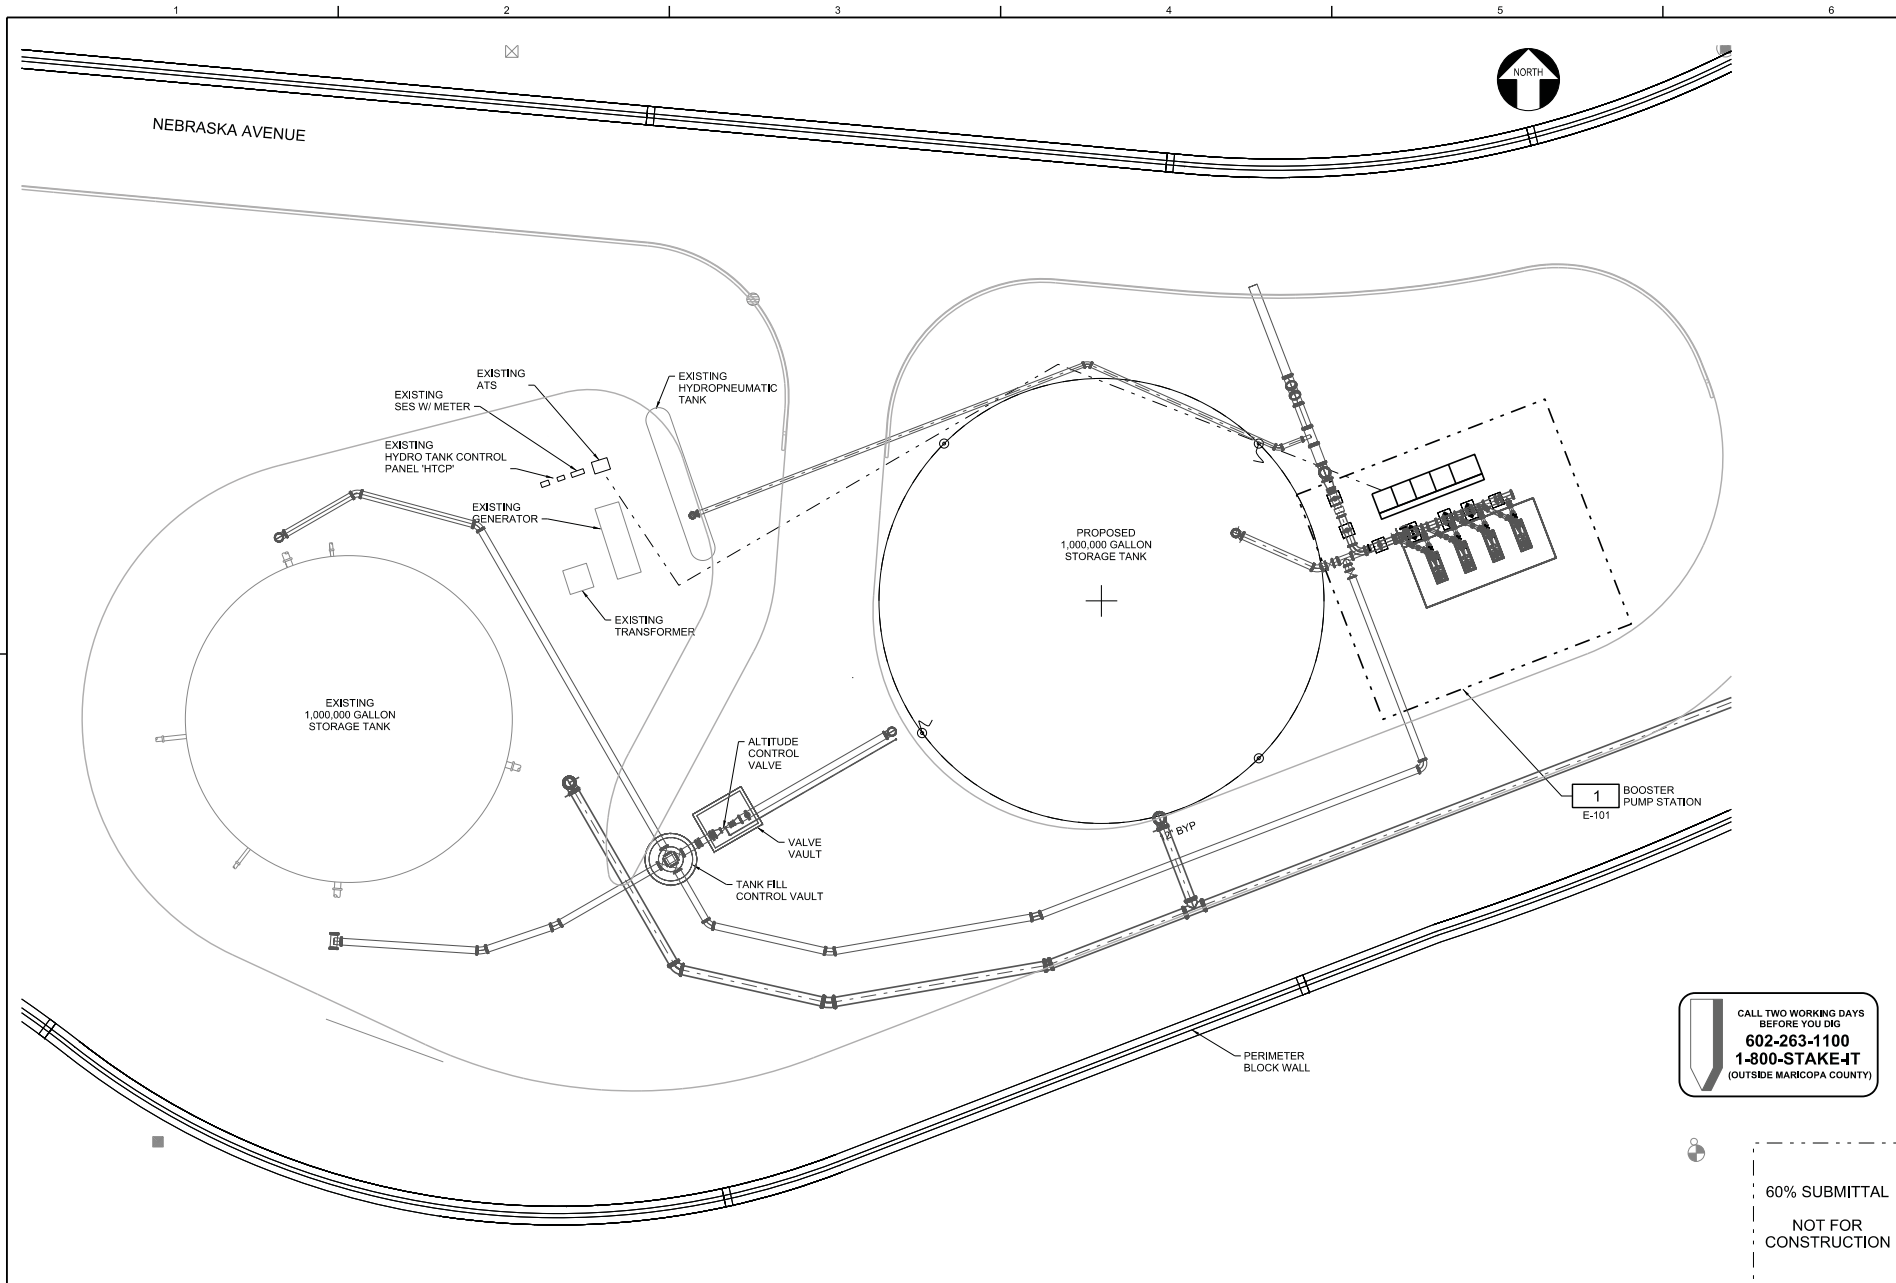 1 2 3 4 5 6
NORTH
NEBRASKA AVENUE
EXISTING
ATS
EXISTING
HYDROPNEUMATIC
TANK
EXISTING
SES W/ METER
EXISTING
HYDRO TANK CONTROL
PANEL 'HTCP'
EXISTING
GENERATOR
PROPOSED
1,000,000 GALLON
STORAGE TANK
EXISTING
TRANSFORMER
EXISTING
1,000,000 GALLON
STORAGE TANK
ALTITUDE
CONTROL
VALVE
1
BOOSTER
PUMP STATION
E-101
2" BYP
VALVE
VAULT
TANK FILL
CONTROL VAULT
PERIMETER
BLOCK WALL
CALL TWO WORKING DAYS
BEFORE YOU DIG
602-263-1100
1-800-STAKE-IT
(OUTSIDE MARICOPA COUNTY)
60% SUBMITTAL
NOT FOR
CONSTRUCTION